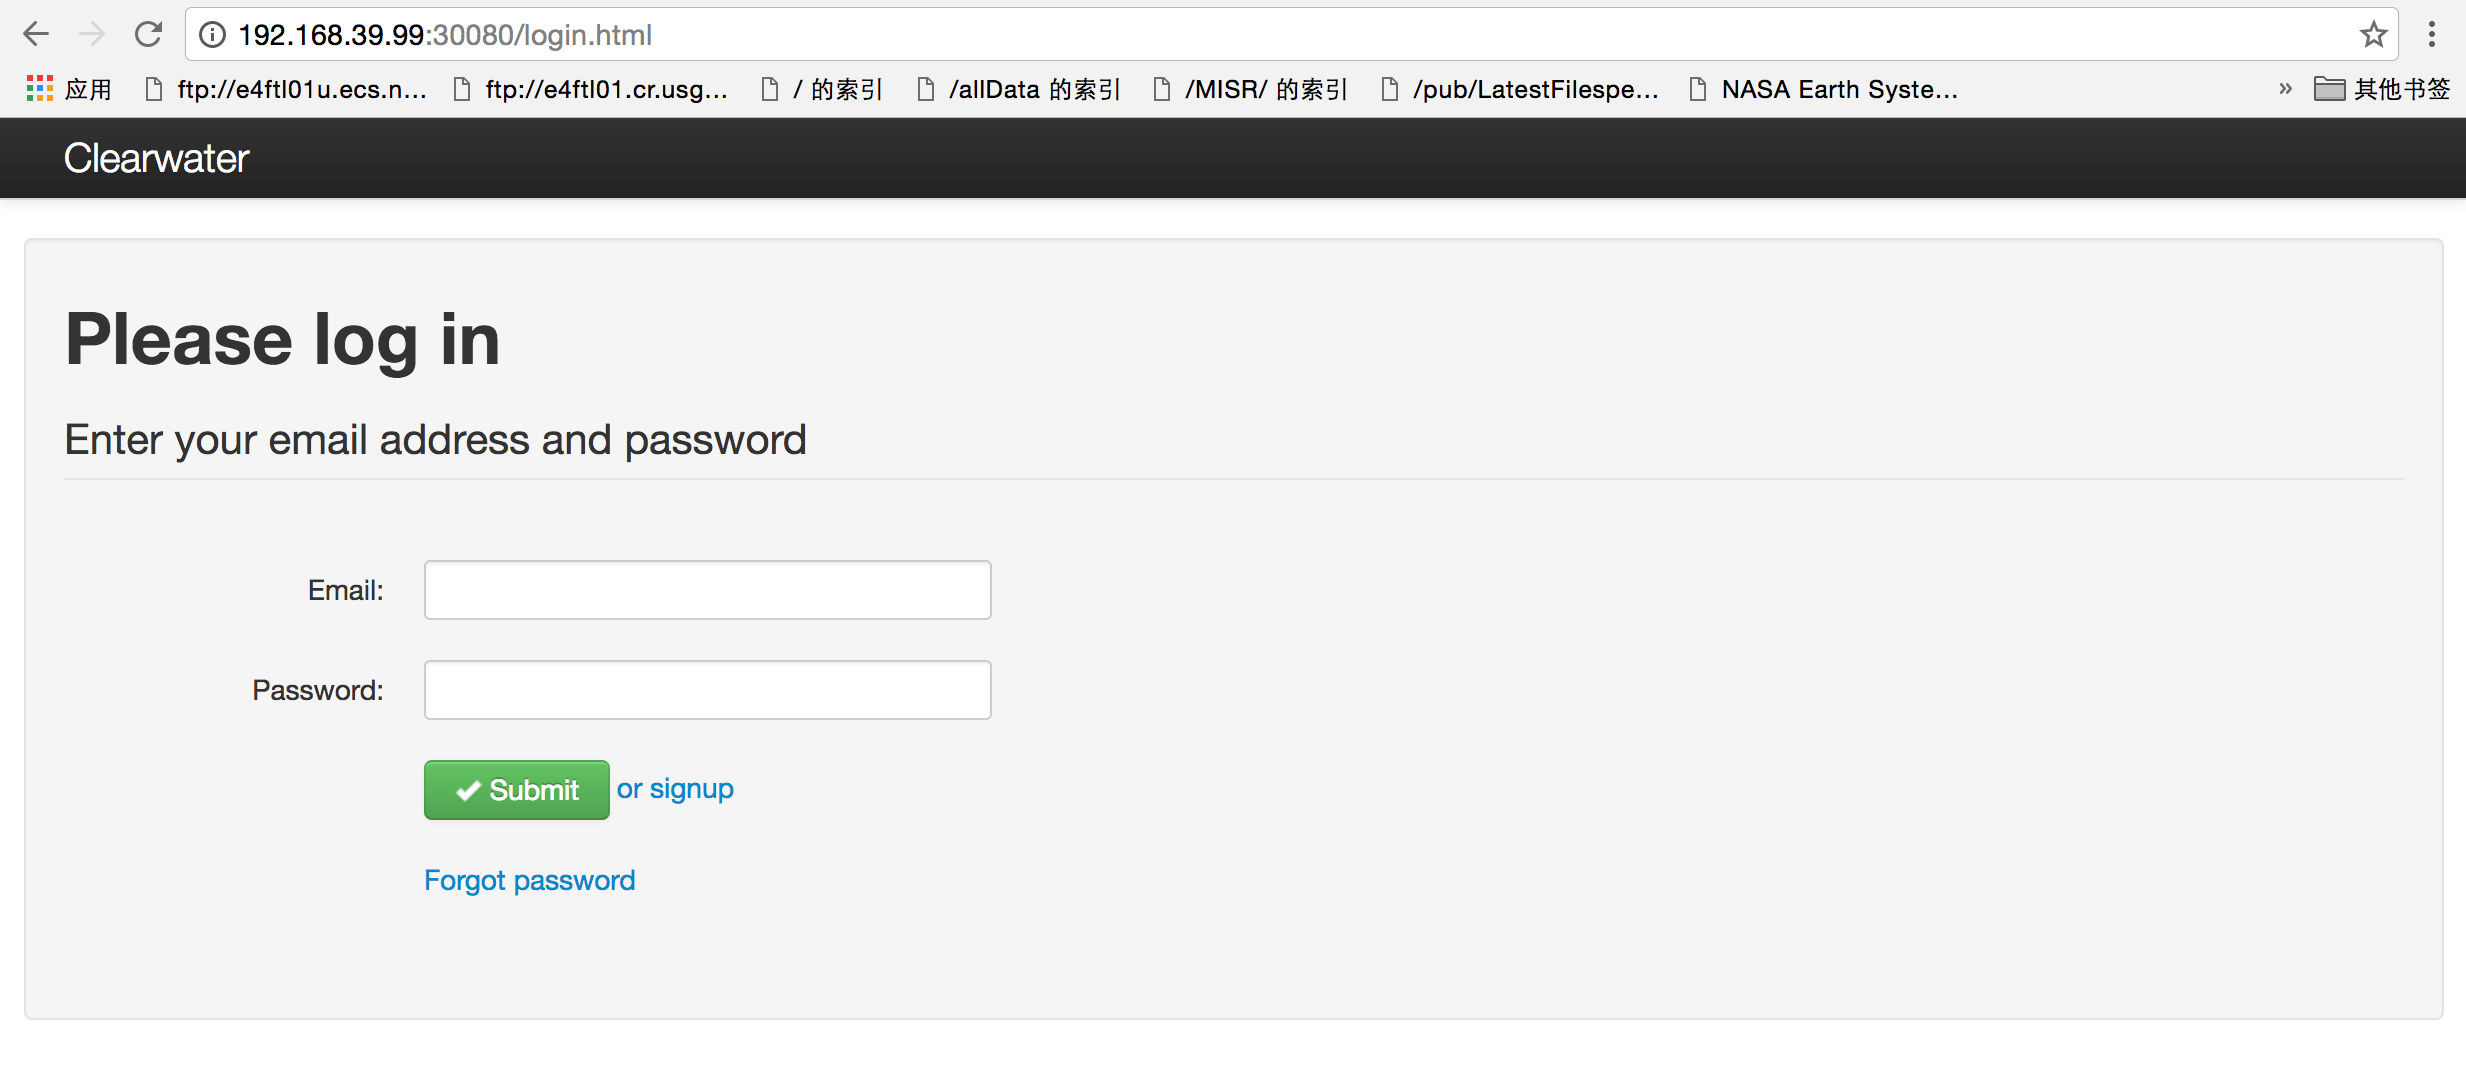 192.168.39.99:30080/login.html
应用 ftp://e4ftl01u.ecs.n... ftp://e4ftl01.cr.usg... / 的索引 /allData 的索引 /MISR/ 的索引 /pub/LatestFilespe... NASA Earth Syste... » 其他书签
Clearwater
Please log in
Enter your email address and password
Email:
Password:
Submit or signup
Forgot password